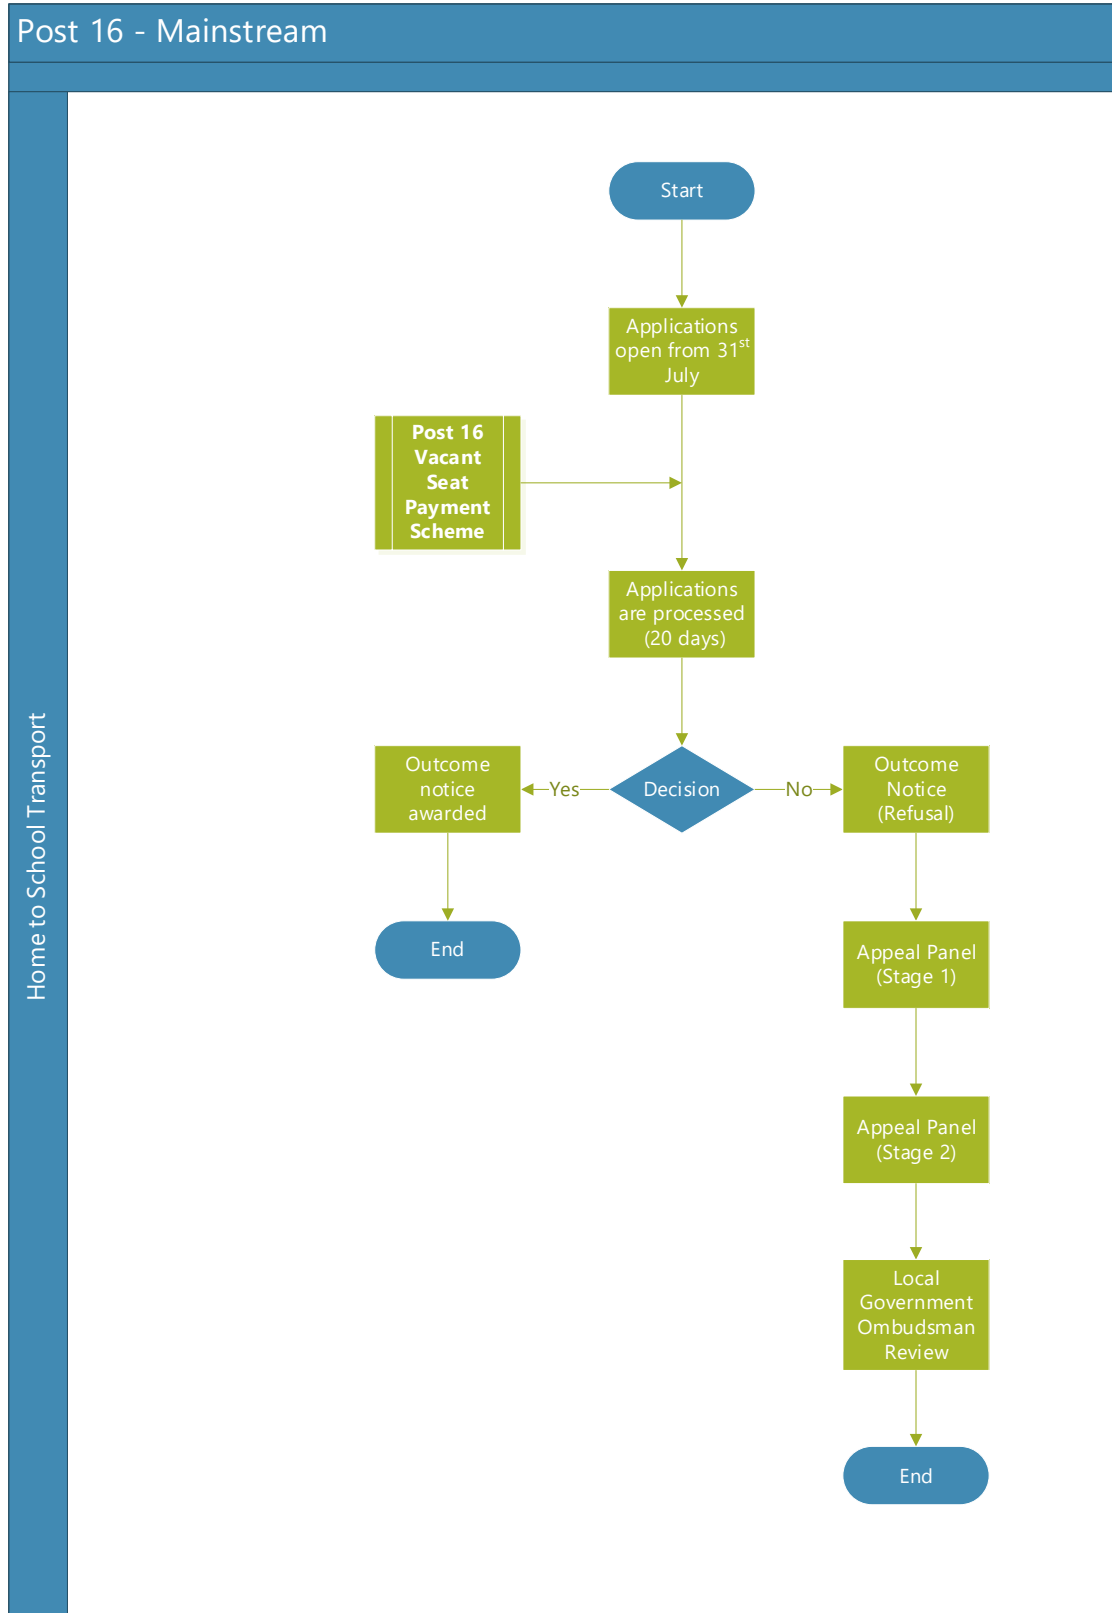 Post 16 - Mainstream
Home to School Transport
Start
Applications
open from 31st
July
Post 16
Vacant
Seat
Payment
Scheme
Applications
are processed
(20 days)
Outcome
notice
awarded
Yes
Decision
No
Outcome
Notice
(Refusal)
End
Appeal Panel
(Stage 1)
Appeal Panel
(Stage 2)
Local
Government
Ombudsman
Review
End